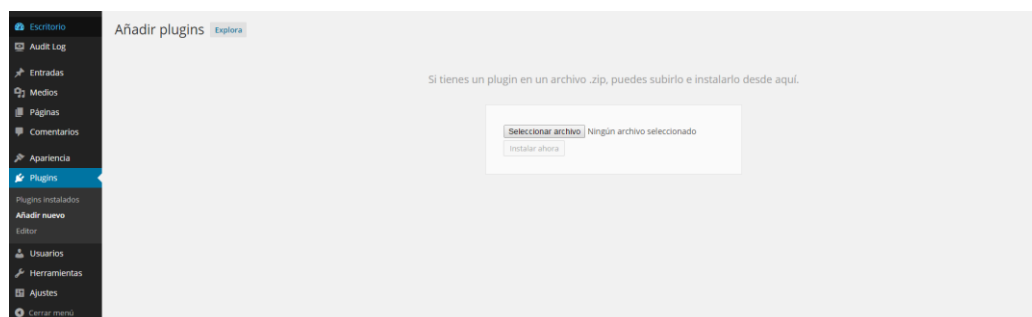 Escritorio
Audit Log
Entradas
Medios
Páginas
Comentarios
Apariencia
Plugins
Plugins instalados
Añadir nuevo
Editor
Usuarios
Herramientas
Ajustes
Cerrar menú
Añadir plugins Explora
Si tienes un plugin en un archivo .zip, puedes subirlo e instalarlo desde aquí.
Seleccionar archivo Ningún archivo seleccionado
Instalar ahora